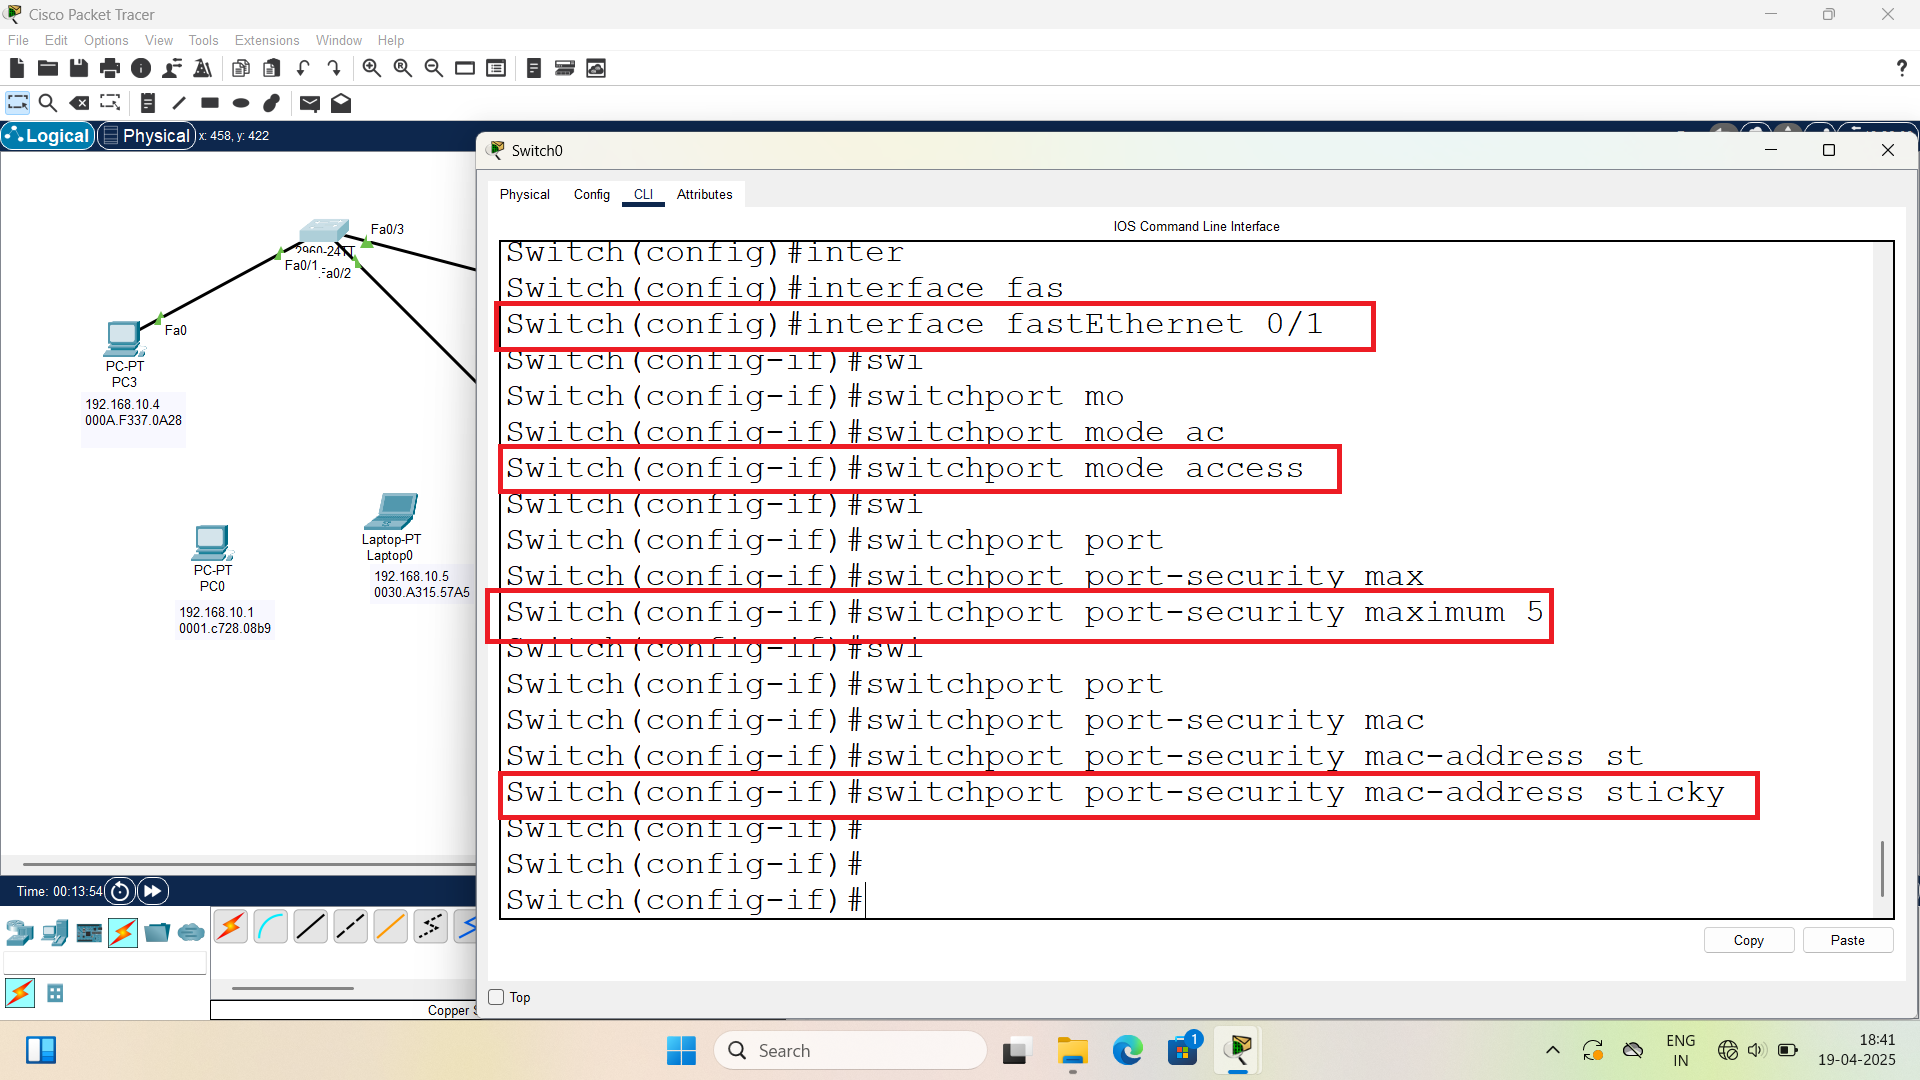 Cisco Packet Tracer
File Edit Options View Tools Extensions Window Help
Logical Physical x: 458, y: 422
Switch0
Physical Config CLI Attributes
IOS Command Line Interface
Switch(config)#inter
Switch(config)#interface fas
Switch(config)#interface fastEthernet 0/1
Switch(config-if)#swi
Switch(config-if)#switchport mo
Switch(config-if)#switchport mode ac
Switch(config-if)#switchport mode access
Switch(config-if)#swi
Switch(config-if)#switchport port
Switch(config-if)#switchport port-security max
Switch(config-if)#switchport port-security maximum 5
Switch(config-if)#swi
Switch(config-if)#switchport port
Switch(config-if)#switchport port-security mac
Switch(config-if)#switchport port-security mac-address st
Switch(config-if)#switchport port-security mac-address sticky
Switch(config-if)#
Switch(config-if)#
Switch(config-if)#
Copy Paste
Top
Fa0/3
2960-24TT
Fa0/1
Fa0/2
Fa0
PC-PT
PC3
192.168.10.4
000A.F337.0A28
Laptop-PT
Laptop0
192.168.10.5
0030.A315.57A5
PC-PT
PC0
192.168.10.1
0001.c728.08b9
Time: 00:13:54
Copper
Search
1
ENG
IN
18:41
19-04-2025